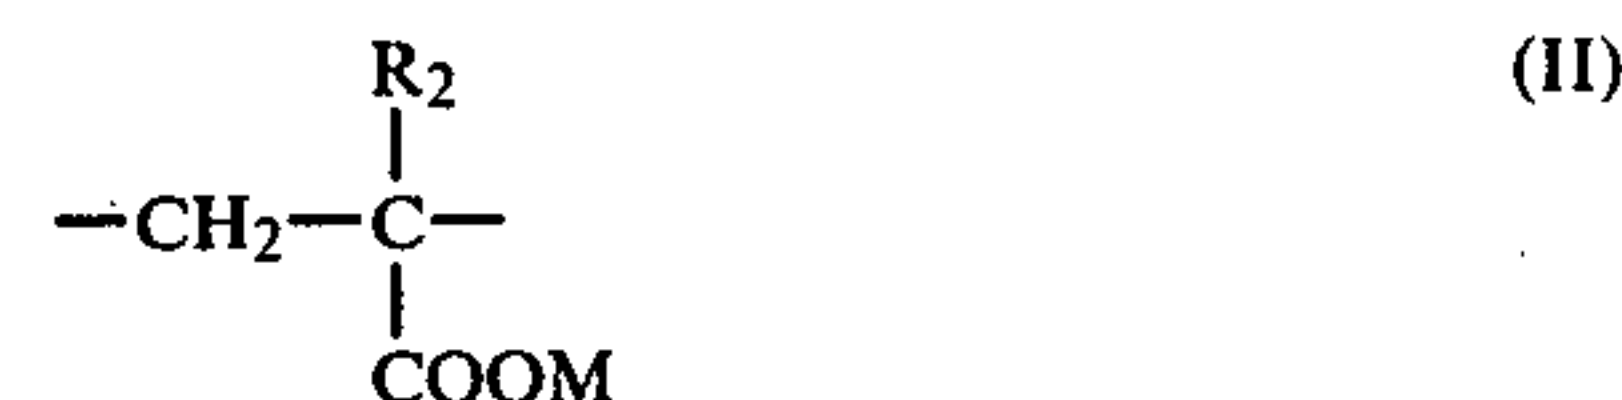 R2 (II)
—CH2—C—
COOM